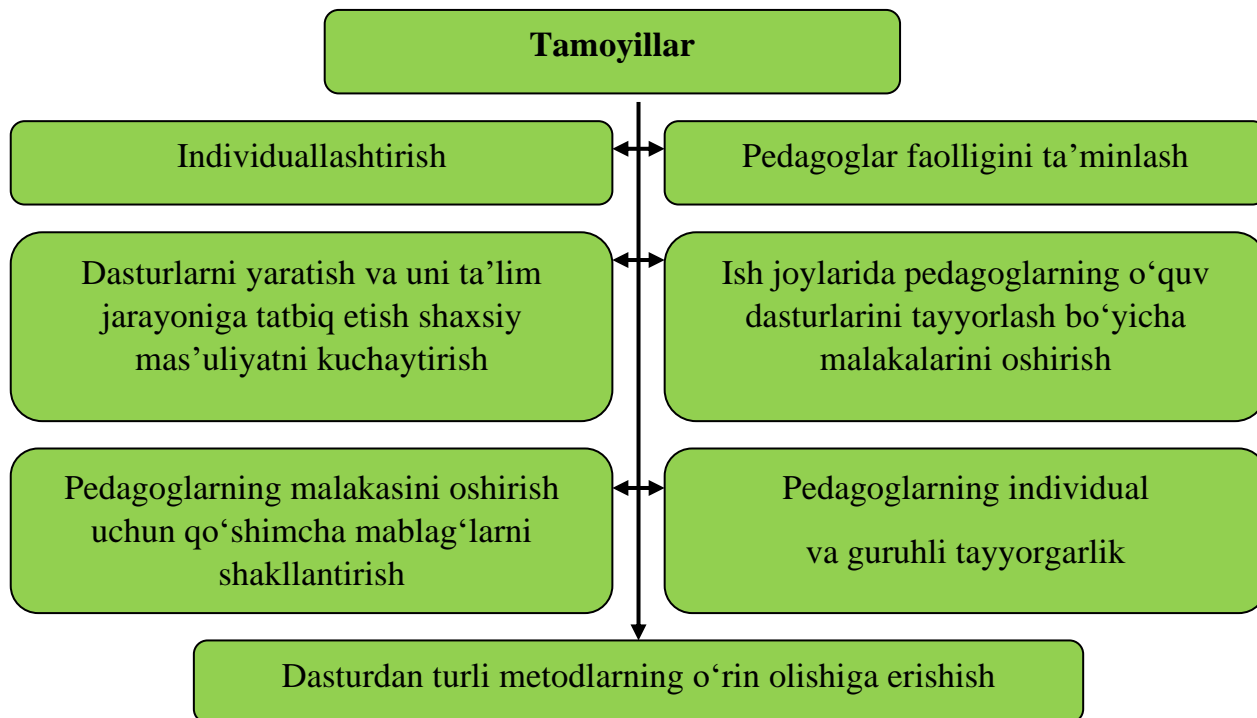 Tamoyillar
Individuallashtirish
Pedagoglar faolligini ta’minlash
Dasturlarni yaratish va uni ta’lim
jarayoniga tatbiq etish shaxsiy
mas’uliyatni kuchaytirish
Ish joylarida pedagoglarning o‘quv
dasturlarini tayyorlash bo‘yicha
malakalarini oshirish
Pedagoglarning malakasini oshirish
uchun qo‘shimcha mablag‘larni
shakllantirish
Pedagoglarning individual
va guruhli tayyorgarlik
Dasturdan turli metodlarning o‘rin olishiga erishish